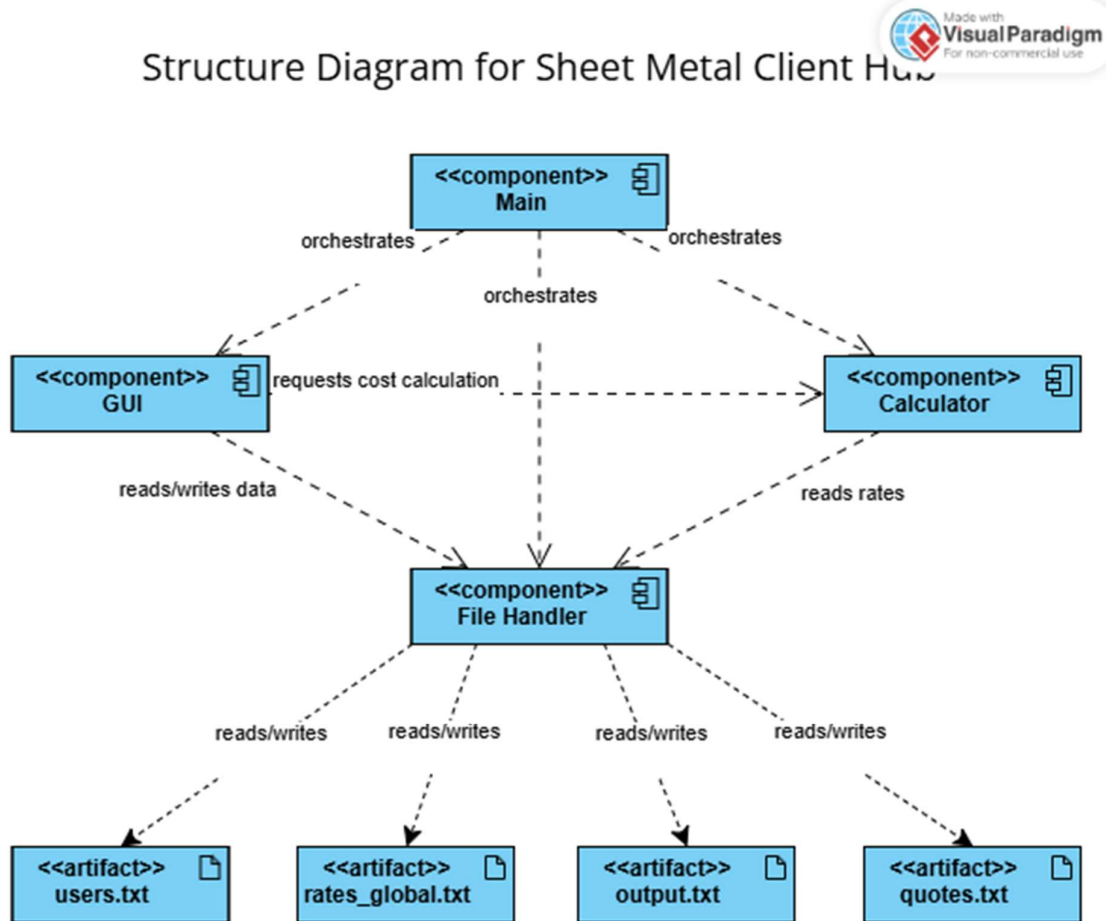 Made with
Visual Paradigm
For non-commercial use
Structure Diagram for Sheet Metal Client Hub
<<component>>
Main
orchestrates
orchestrates
orchestrates
<<component>>
GUI
requests cost calculation
<<component>>
Calculator
reads/writes data
reads rates
<<component>>
File Handler
reads/writes
reads/writes
reads/writes
reads/writes
<<artifact>>
users.txt
<<artifact>>
rates_global.txt
<<artifact>>
output.txt
<<artifact>>
quotes.txt